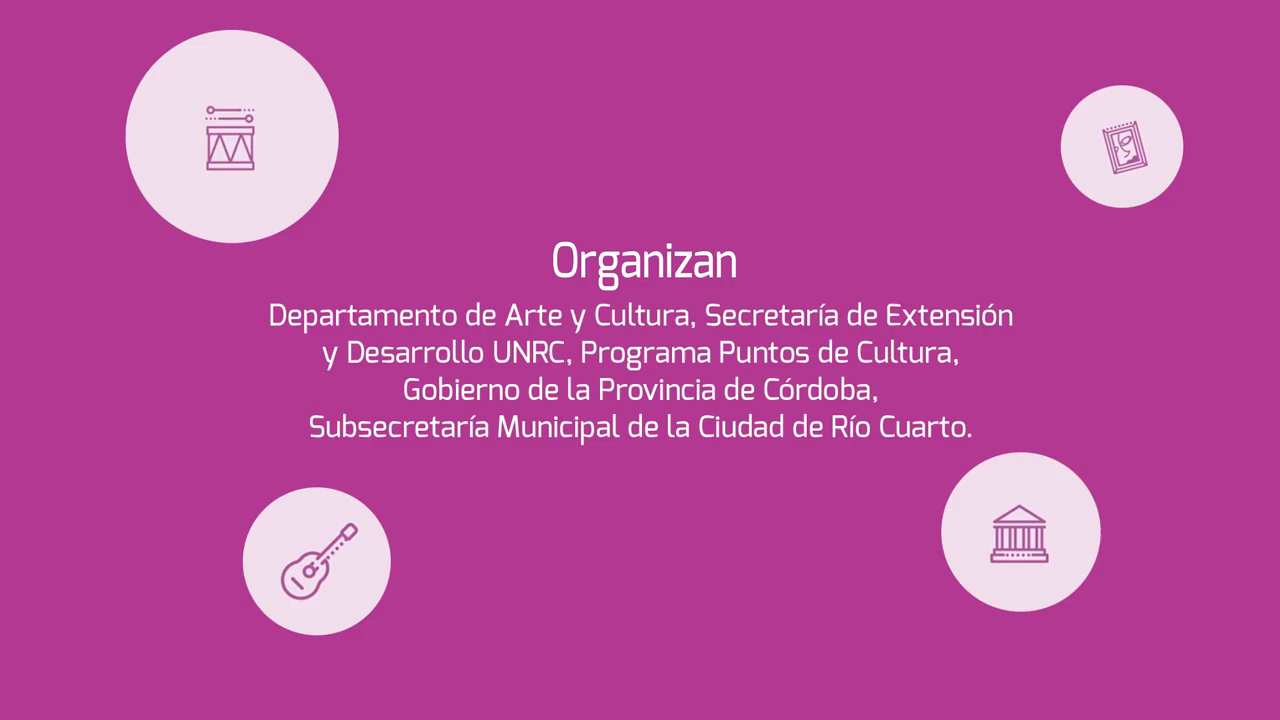 Organizan
Departamento de Arte y Cultura, Secretaría de Extensión
y Desarrollo UNRC, Programa Puntos de Cultura,
Gobierno de la Provincia de Córdoba,
Subsecretaría Municipal de la Ciudad de Río Cuarto.